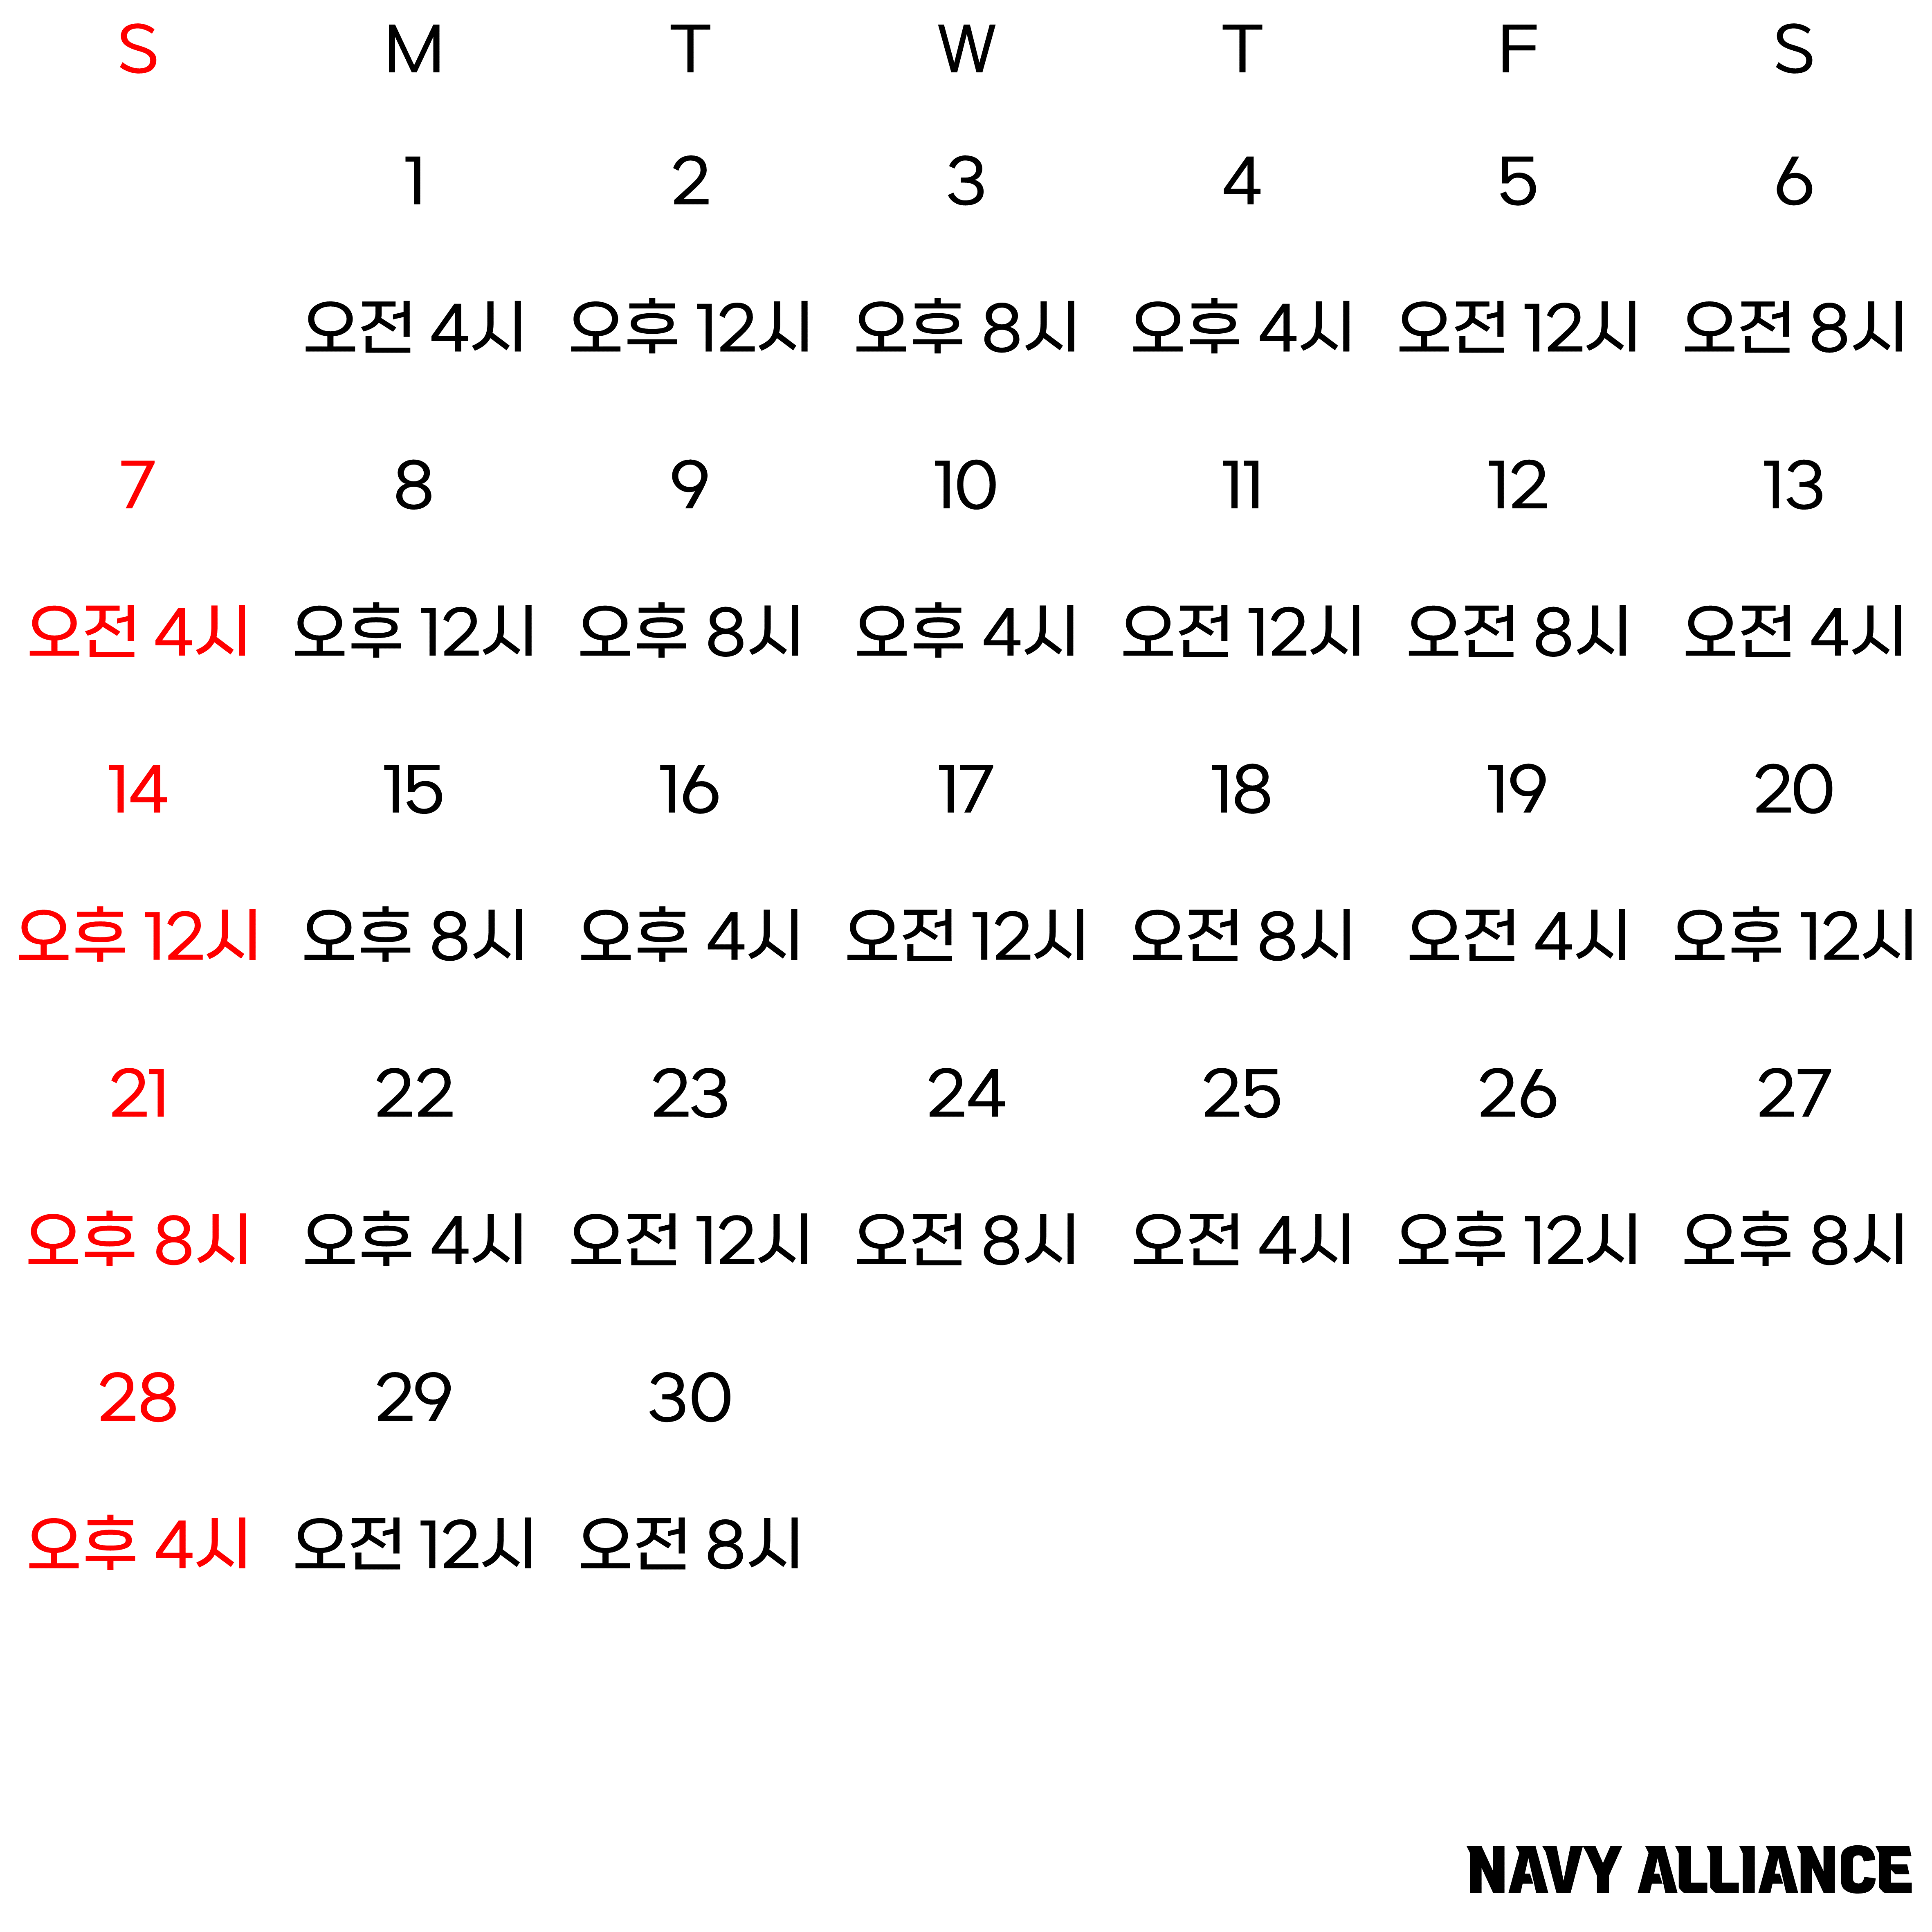 S M T W T F S
1 2 3 4 5 6
오전 4시 오후 12시 오후 8시 오후 4시 오전 12시 오전 8시
7 8 9 10 11 12 13
오전 4시 오후 12시 오후 8시 오후 4시 오전 12시 오전 8시 오전 4시
14 15 16 17 18 19 20
오후 12시 오후 8시 오후 4시 오전 12시 오전 8시 오전 4시 오후 12시
21 22 23 24 25 26 27
오후 8시 오후 4시 오전 12시 오전 8시 오전 4시 오후 12시 오후 8시
28 29 30
오후 4시 오전 12시 오전 8시
NAVY ALLIANCE